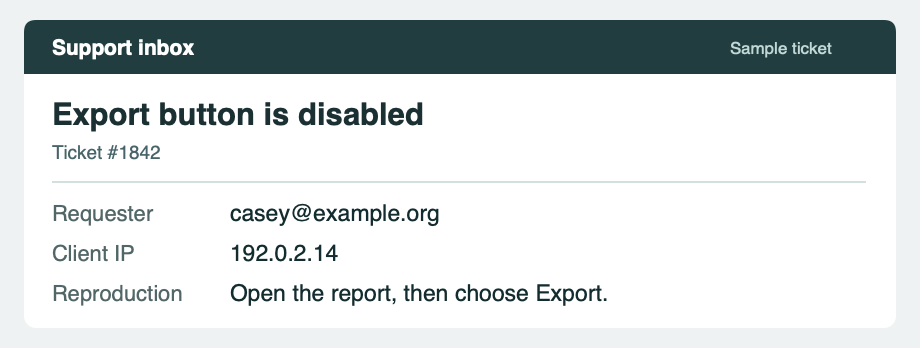 Support inbox
Sample ticket
Export button is disabled
Ticket #1842
Requester casey@example.org
Client IP 192.0.2.14
Reproduction Open the report, then choose Export.